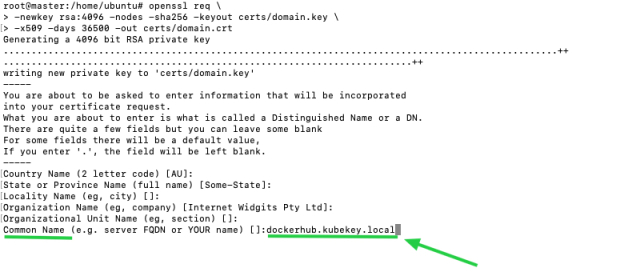 root@master:/home/ubuntu# openssl req \
> -newkey rsa:4096 -nodes -sha256 -keyout certs/domain.key \
> -x509 -days 36500 -out certs/domain.crt
Generating a 4096 bit RSA private key
..............................................................................................++
......................................................................++
writing new private key to 'certs/domain.key'
-----
You are about to be asked to enter information that will be incorporated
into your certificate request.
What you are about to enter is what is called a Distinguished Name or a DN.
There are quite a few fields but you can leave some blank
For some fields there will be a default value,
If you enter '.', the field will be left blank.
-----
Country Name (2 letter code) [AU]:
State or Province Name (full name) [Some-State]:
Locality Name (eg, city) []:
Organization Name (eg, company) [Internet Widgits Pty Ltd]:
Organizational Unit Name (eg, section) []:
Common Name (e.g. server FQDN or YOUR name) []:dockerhub.kubekey.local